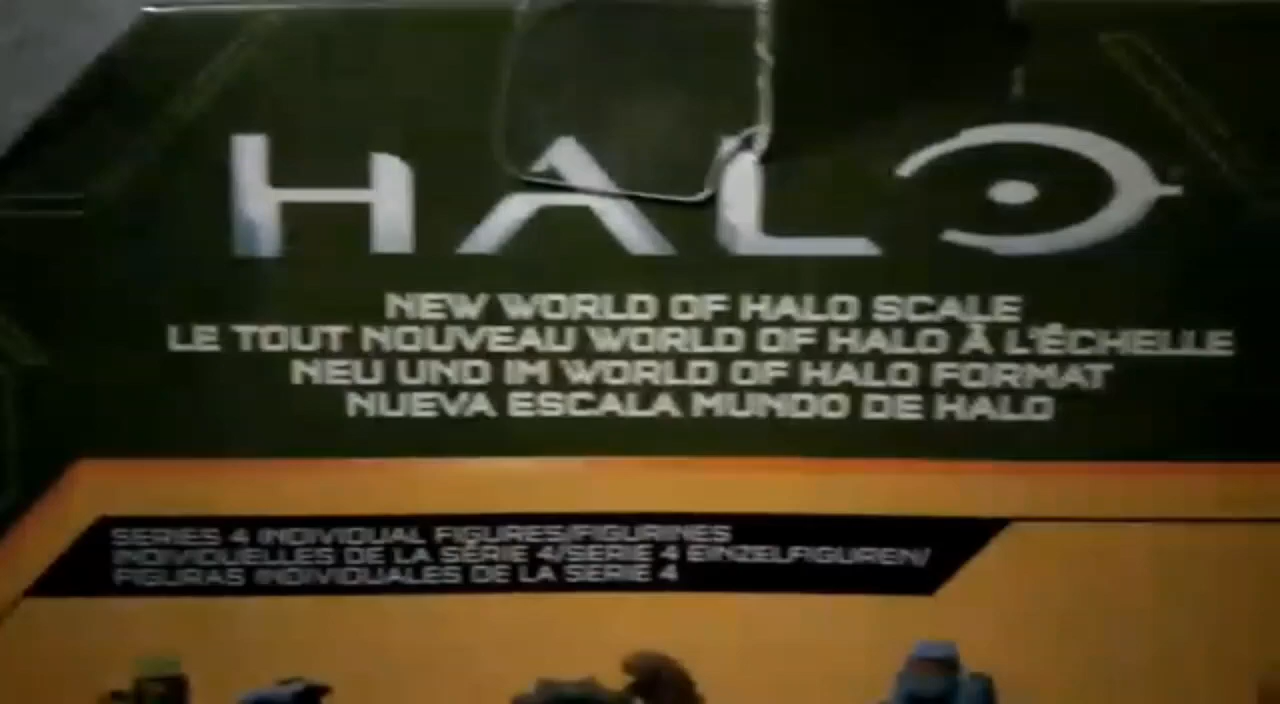 HALO
NEW WORLD OF HALO SCALE
LE TOUT NOUVEAU WORLD OF HALO À L'ÉCHELLE
NEU UND IM WORLD OF HALO FORMAT
NUEVA ESCALA MUNDO DE HALO
SERIES 4 INDIVIDUAL FIGURES/FIGURINES
INDIVIDUELLES DE LA SÉRIE 4/SERIE 4 EINZELFIGUREN/
FIGURAS INDIVIDUALES DE LA SERIE 4